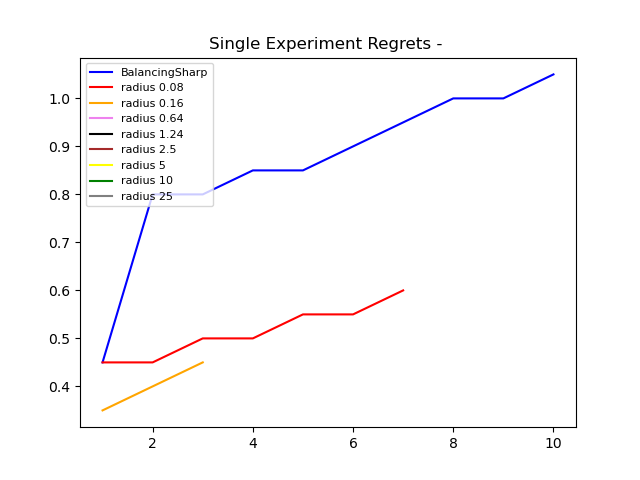 Single Experiment Regrets -
BalancingSharp
radius 0.08
radius 0.16
radius 0.64
radius 1.24
radius 2.5
radius 5
radius 10
radius 25
1.0
0.9
0.8
0.7
0.6
0.5
0.4
2 4 6 8 10